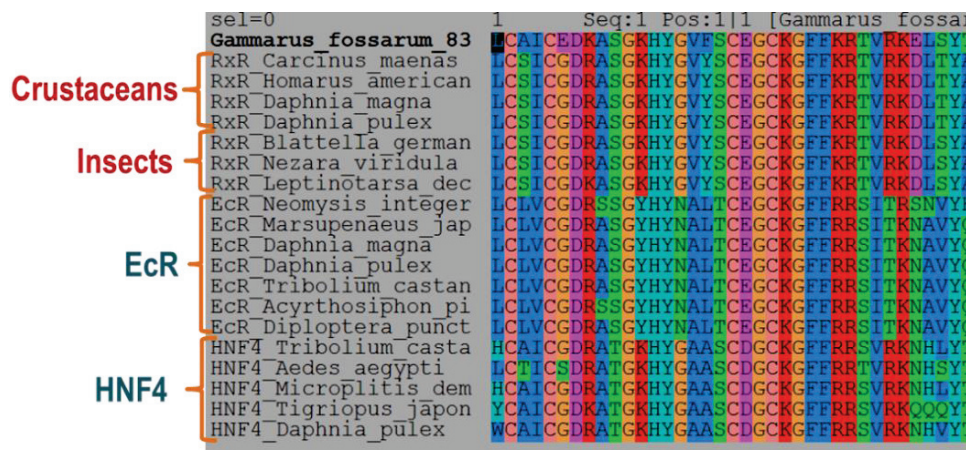 sel=0 1 Seq:1 Pos:1|1 [Gammarus_fossar
Gammarus_fossarum_83 LCAICEDKASGKHYGVFSCEGCKGFFKRTVRKELSY
Crustaceans
RxR_Carcinus_maenas LCSICGDRASGKHYGVYSCEGCKGFFKRTVRKDLTY
RxR_Homarus_american LCSICGDRASGKHYGVYSCEGCKGFFKRTVRKDLTY
RxR_Daphnia_magna LCSICGDRASGKHYGVYSCEGCKGFFKRTVRKDLTY
RxR_Daphnia_pulex LCSICGDRASGKHYGVYSCEGCKGFFKRTVRKDLTY
Insects
RxR_Blattella_german LCSICGDRASGKHYGVYSCEGCKGFFKRTVRKDLSY
RxR_Nezara_viridula LCSICGDRASGKHYGVYSCEGCKGFFKRTVRKDLSY
RxR_Leptinotarsa_dec LCSICGDRASGKHYGVYSCEGCKGFFKRTVRKDLSY
EcR
EcR_Neomysis_integer LCLVCGDRSSGYHYNALTCEGCKGFFRRSITRSNVY
EcR_Marsupenaeus_jap LCLVCGDRASGYHYNALTCEGCKGFFRRSITKNAVY
EcR_Daphnia_magna LCLVCGDRASGYHYNALTCEGCKGFFRRSITKNAVY
EcR_Daphnia_pulex LCLVCGDRASGYHYNALTCEGCKGFFRRSITKNAVY
EcR_Tribolium_castan LCLVCGDRASGYHYNALTCEGCKGFFRRSITKNAVY
EcR_Acyrthosiphon_pi LCLVCGDRSSGYHYNALTCEGCKGFFRRSITKNAVY
EcR_Diploptera_punct LCLVCGDRASGYHYNALTCEGCKGFFRRSITKNAVY
HNF4
HNF4_Tribolium_casta HCAICGDRATGKHYGAASCDGCKGFFRRSVRKNHLY
HNF4_Aedes_aegypti LCTICSDRATGKHYGAASCDGCKGFFRRSVRKNHSY
HNF4_Microplitis_dem HCAICGDRATGKHYGAASCDGCKGFFRRSVRKNHLY
HNF4_Tigriopus_japon YCAICGDKATGKHYGAASCDGCKGFFRRSVRKQQQY
HNF4_Daphnia_pulex WCAICGDRATGKHYGAASCDGCKGFFRRSVRKNHVY